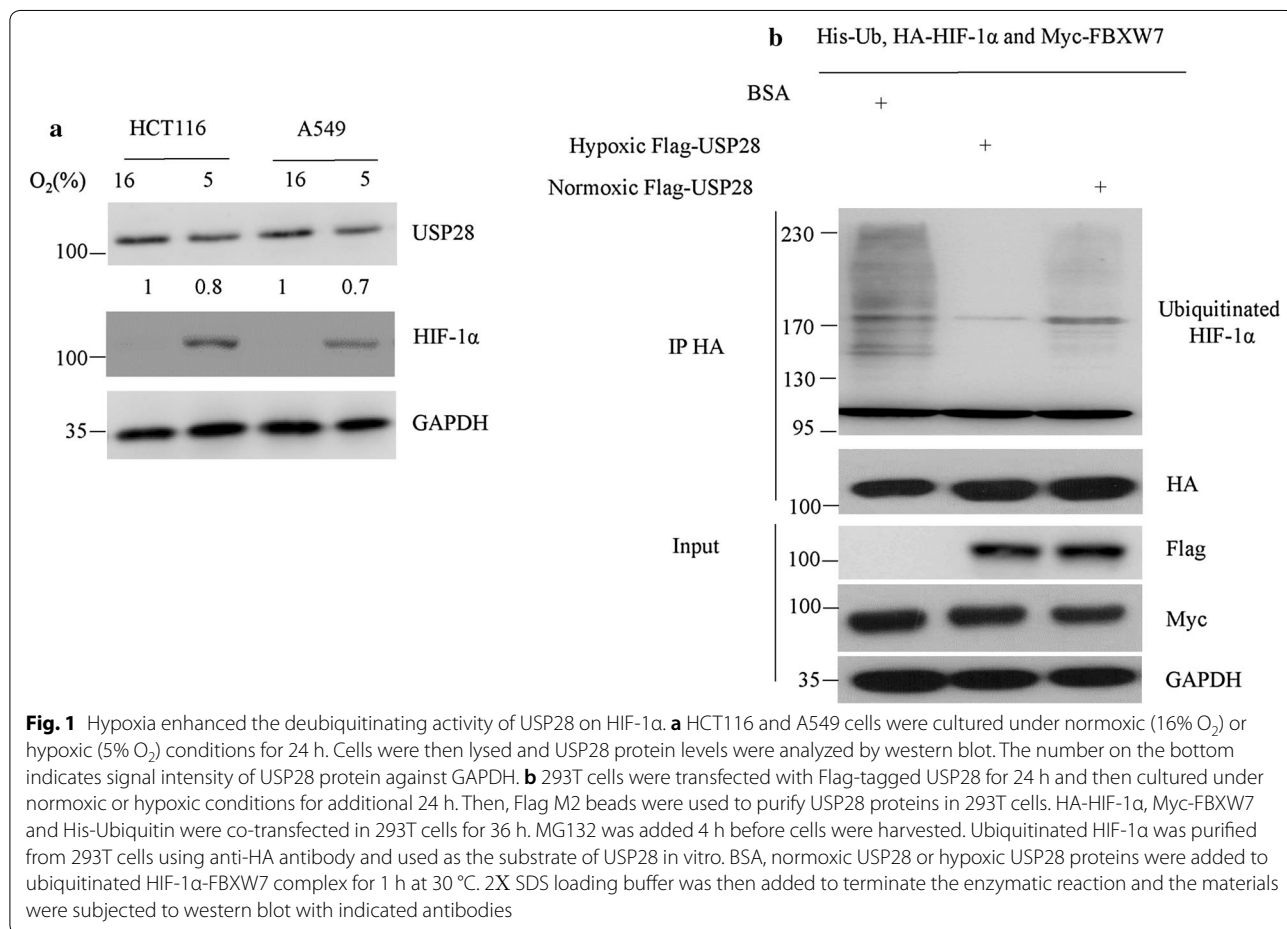 a
HCT116 A549
O₂(%) 16 5 16 5
USP28
100
1 0.8 1 0.7
HIF-1α
100
GAPDH
35
b His-Ub, HA-HIF-1α and Myc-FBXW7
BSA +
Hypoxic Flag-USP28 +
Normoxic Flag-USP28 +
230
170
130
95
IP HA
Ubiquitinated
HIF-1α
HA
100
Input
Flag
100
100
Myc
35
GAPDH
Fig. 1 Hypoxia enhanced the deubiquitinating activity of USP28 on HIF-1α. a HCT116 and A549 cells were cultured under normoxic (16% O₂) or
hypoxic (5% O₂) conditions for 24 h. Cells were then lysed and USP28 protein levels were analyzed by western blot. The number on the bottom
indicates signal intensity of USP28 protein against GAPDH. b 293T cells were transfected with Flag-tagged USP28 for 24 h and then cultured under
normoxic or hypoxic conditions for additional 24 h. Then, Flag M2 beads were used to purify USP28 proteins in 293T cells. HA-HIF-1α, Myc-FBXW7
and His-Ubiquitin were co-transfected in 293T cells for 36 h. MG132 was added 4 h before cells were harvested. Ubiquitinated HIF-1α was purified
from 293T cells using anti-HA antibody and used as the substrate of USP28 in vitro. BSA, normoxic USP28 or hypoxic USP28 proteins were added to
ubiquitinated HIF-1α-FBXW7 complex for 1 h at 30 °C. 2X SDS loading buffer was then added to terminate the enzymatic reaction and the materials
were subjected to western blot with indicated antibodies